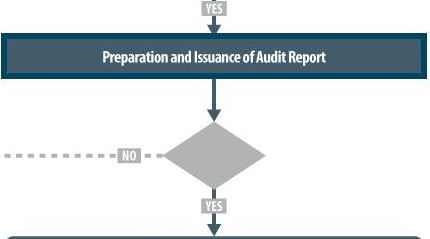 YES
Preparation and Issuance of Audit Report
NO
YES